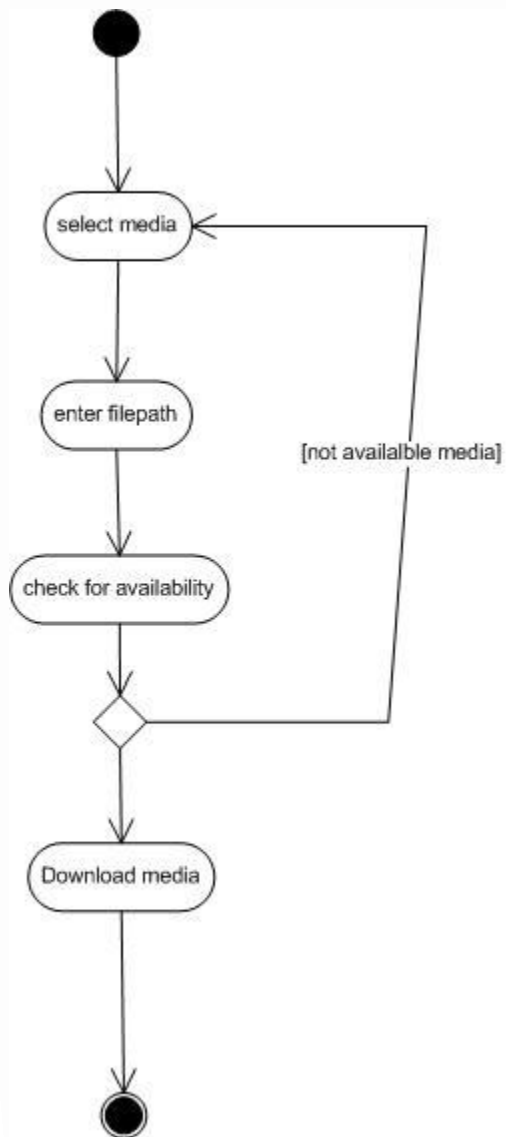 select media
enter filepath
[not availalble media]
check for availability
Download media